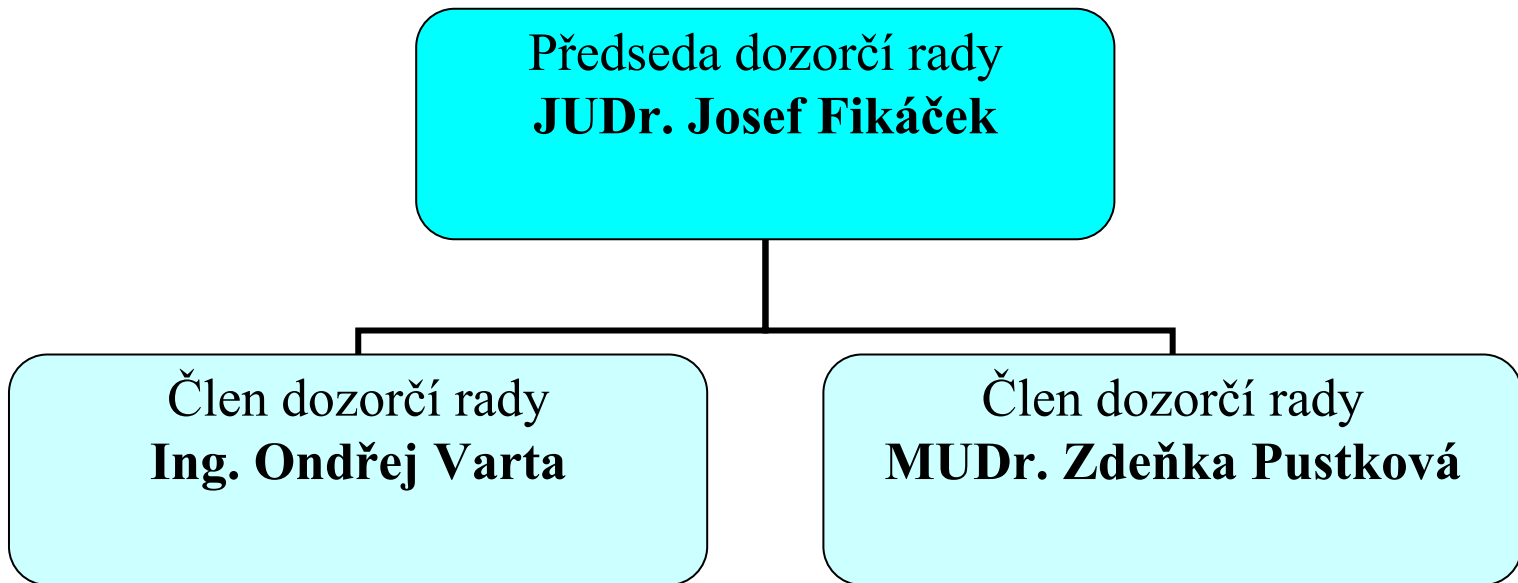 Předseda dozorčí rady
JUDr. Josef Fikáček
Člen dozorčí rady
Ing. Ondřej Varta
Člen dozorčí rady
MUDr. Zdeňka Pustková